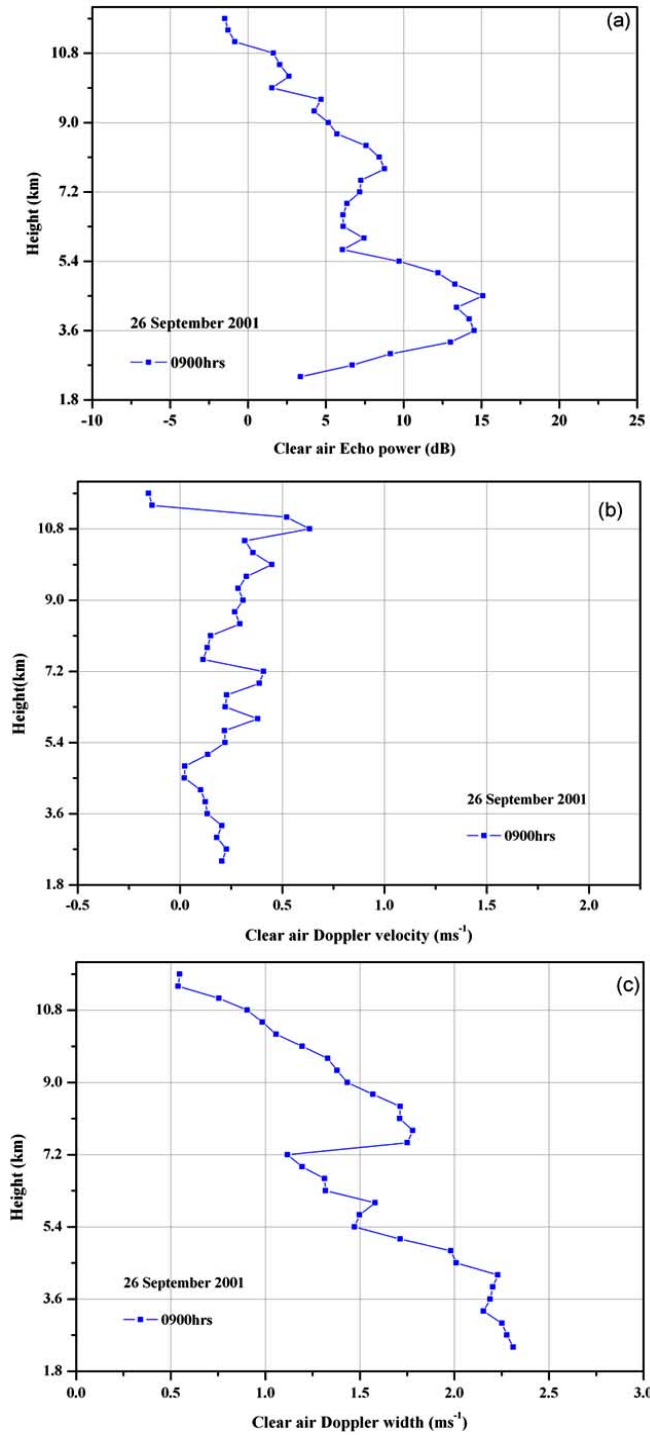 (a)
10.8
9.0
7.2
5.4
3.6
1.8
Height (km)
26 September 2001
0900hrs
-10 -5 0 5 10 15 20 25
Clear air Echo power (dB)
(b)
10.8
9.0
7.2
5.4
3.6
1.8
Height(km)
26 September 2001
0900hrs
-0.5 0.0 0.5 1.0 1.5 2.0
Clear air Doppler velocity (ms⁻¹)
(c)
10.8
9.0
7.2
5.4
3.6
1.8
Height (km)
26 September 2001
0900hrs
0.0 0.5 1.0 1.5 2.0 2.5 3.0
Clear air Doppler width (ms⁻¹)